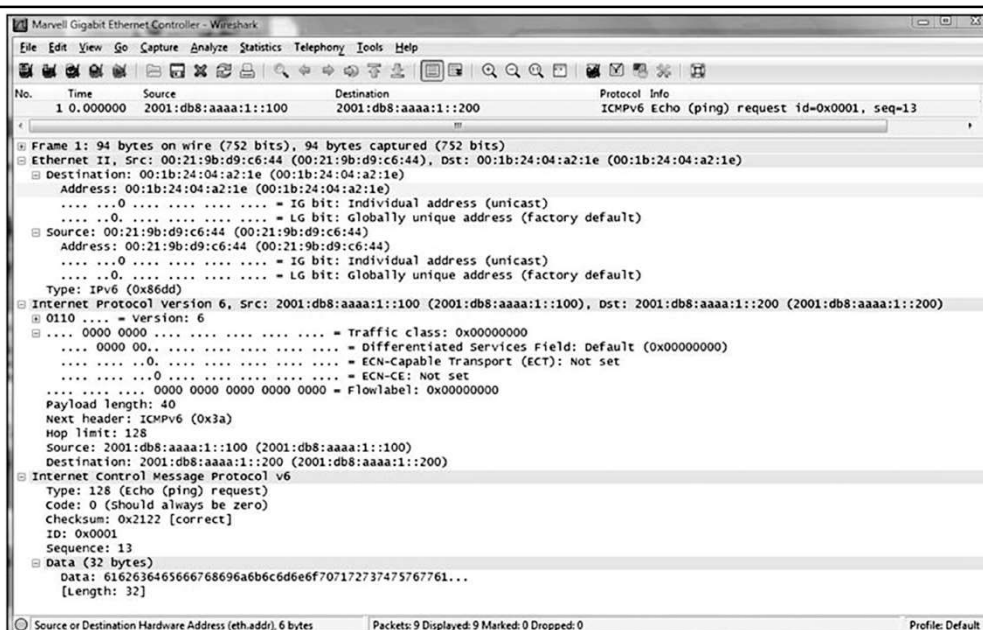 Marvell Gigabit Ethernet Controller - Wireshark
File Edit View Go Capture Analyze Statistics Telephony Tools Help
No. Time Source Destination Protocol Info
1 0.000000 2001:db8:aaaa:1::100 2001:db8:aaaa:1::200 ICMPv6 Echo (ping) request id=0x0001, seq=13
Frame 1: 94 bytes on wire (752 bits), 94 bytes captured (752 bits)
Ethernet II, Src: 00:21:9b:d9:c6:44 (00:21:9b:d9:c6:44), Dst: 00:1b:24:04:a2:1e (00:1b:24:04:a2:1e)
Destination: 00:1b:24:04:a2:1e (00:1b:24:04:a2:1e)
Address: 00:1b:24:04:a2:1e (00:1b:24:04:a2:1e)
.... ...0 .... .... .... .... = IG bit: Individual address (unicast)
.... ..0. .... .... .... .... = LG bit: Globally unique address (factory default)
Source: 00:21:9b:d9:c6:44 (00:21:9b:d9:c6:44)
Address: 00:21:9b:d9:c6:44 (00:21:9b:d9:c6:44)
.... ...0 .... .... .... .... = IG bit: Individual address (unicast)
.... ..0. .... .... .... .... = LG bit: Globally unique address (factory default)
Type: IPv6 (0x86dd)
Internet Protocol Version 6, Src: 2001:db8:aaaa:1::100 (2001:db8:aaaa:1::100), Dst: 2001:db8:aaaa:1::200 (2001:db8:aaaa:1::200)
0110 .... = Version: 6
.... 0000 0000 .... .... .... .... .... = Traffic class: 0x00000000
.... 0000 00.. .... .... .... .... .... = Differentiated Services Field: Default (0x00000000)
.... .... ..0. .... .... .... .... .... = ECN-Capable Transport (ECT): Not set
.... .... ...0 .... .... .... .... .... = ECN-CE: Not set
.... .... .... 0000 0000 0000 0000 0000 = Flowlabel: 0x00000000
Payload length: 40
Next header: ICMPv6 (0x3a)
Hop limit: 128
Source: 2001:db8:aaaa:1::100 (2001:db8:aaaa:1::100)
Destination: 2001:db8:aaaa:1::200 (2001:db8:aaaa:1::200)
Internet Control Message Protocol v6
Type: 128 (Echo (ping) request)
Code: 0 (Should always be zero)
Checksum: 0x2122 [correct]
ID: 0x0001
Sequence: 13
Data (32 bytes)
Data: 6162636465666768696a6b6c6d6e6f707172737475767761...
[Length: 32]
Source or Destination Hardware Address (eth.addr), 6 bytes Packets: 9 Displayed: 9 Marked: 0 Dropped: 0 Profile: Default